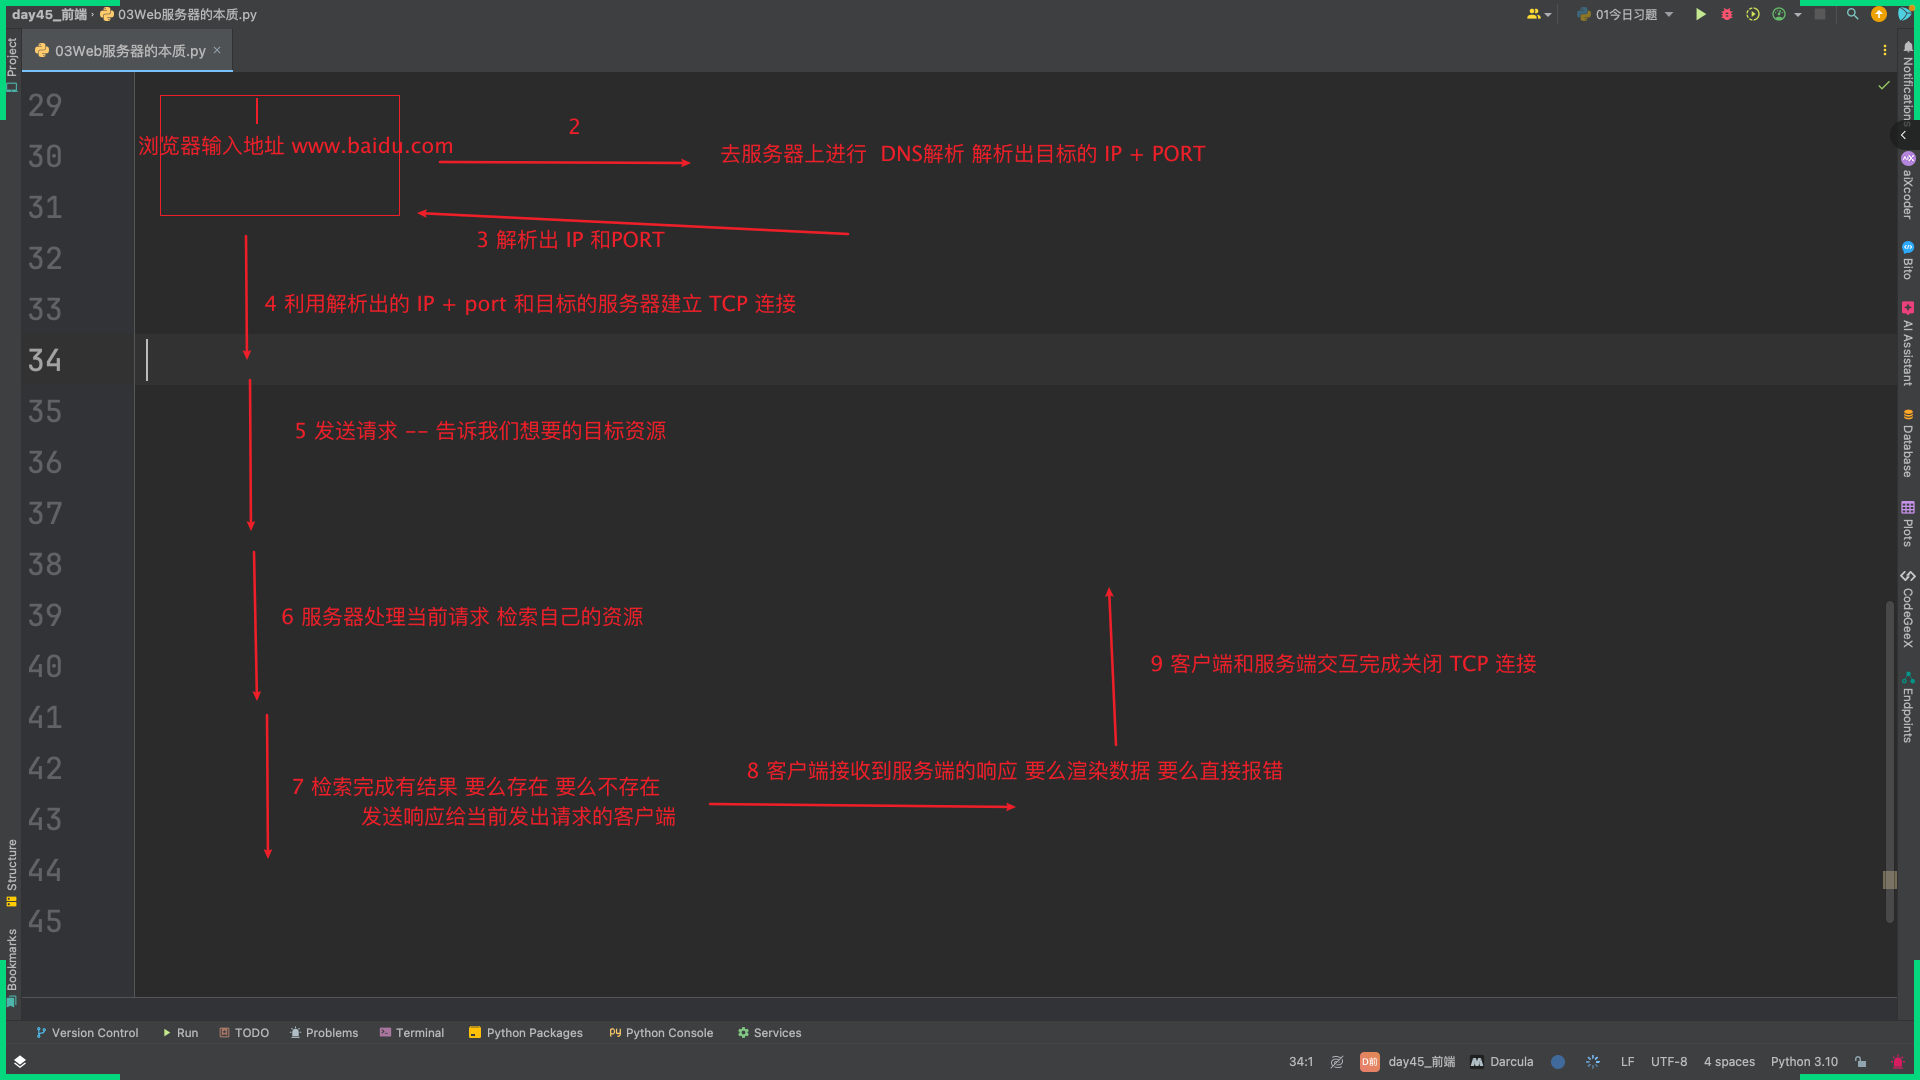 day45_前端 › 03Web服务器的本质.py
01今日习题
Project
03Web服务器的本质.py
29
30
31
32
33
34
35
36
37
38
39
40
41
42
43
44
45
浏览器输入地址 www.baidu.com
2
去服务器上进行 DNS解析 解析出目标的 IP + PORT
3 解析出 IP 和PORT
4 利用解析出的 IP + port 和目标的服务器建立 TCP 连接
5 发送请求 -- 告诉我们想要的目标资源
6 服务器处理当前请求 检索自己的资源
9 客户端和服务端交互完成关闭 TCP 连接
8 客户端接收到服务端的响应 要么渲染数据 要么直接报错
7 检索完成有结果 要么存在 要么不存在
发送响应给当前发出请求的客户端
Notifications
aiXcoder
Bito
AI Assistant
Database
Plots
CodeGeeX
Endpoints
Structure
Bookmarks
Version Control
Run
TODO
Problems
Terminal
Python Packages
Python Console
Services
34:1
D前
day45_前端
Darcula
LF
UTF-8
4 spaces
Python 3.10